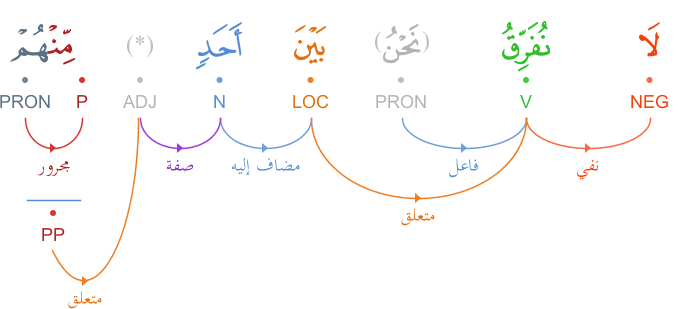 لَا نُفَرِّقُ (نَحْنُ) بَيْنَ أَحَدٍ (*) مِّنْهُمْ
NEG V PRON LOC N ADJ P PRON
نفي فاعل مضاف إليه صفة مجرور
PP
متعلق
متعلق